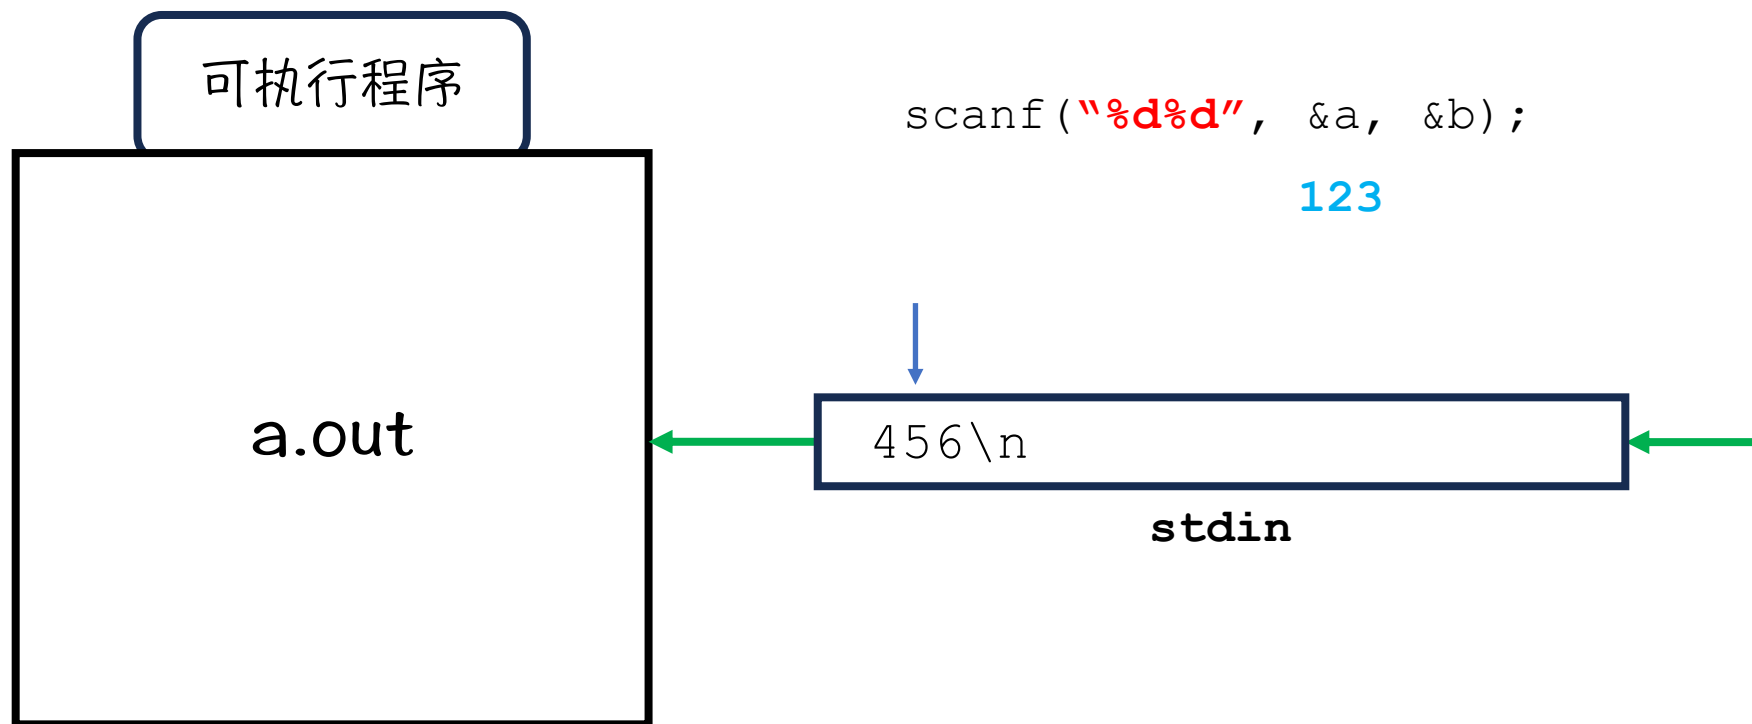 可执行程序
scanf(“%d%d”, &a, &b);
123
a.out
456\n
stdin